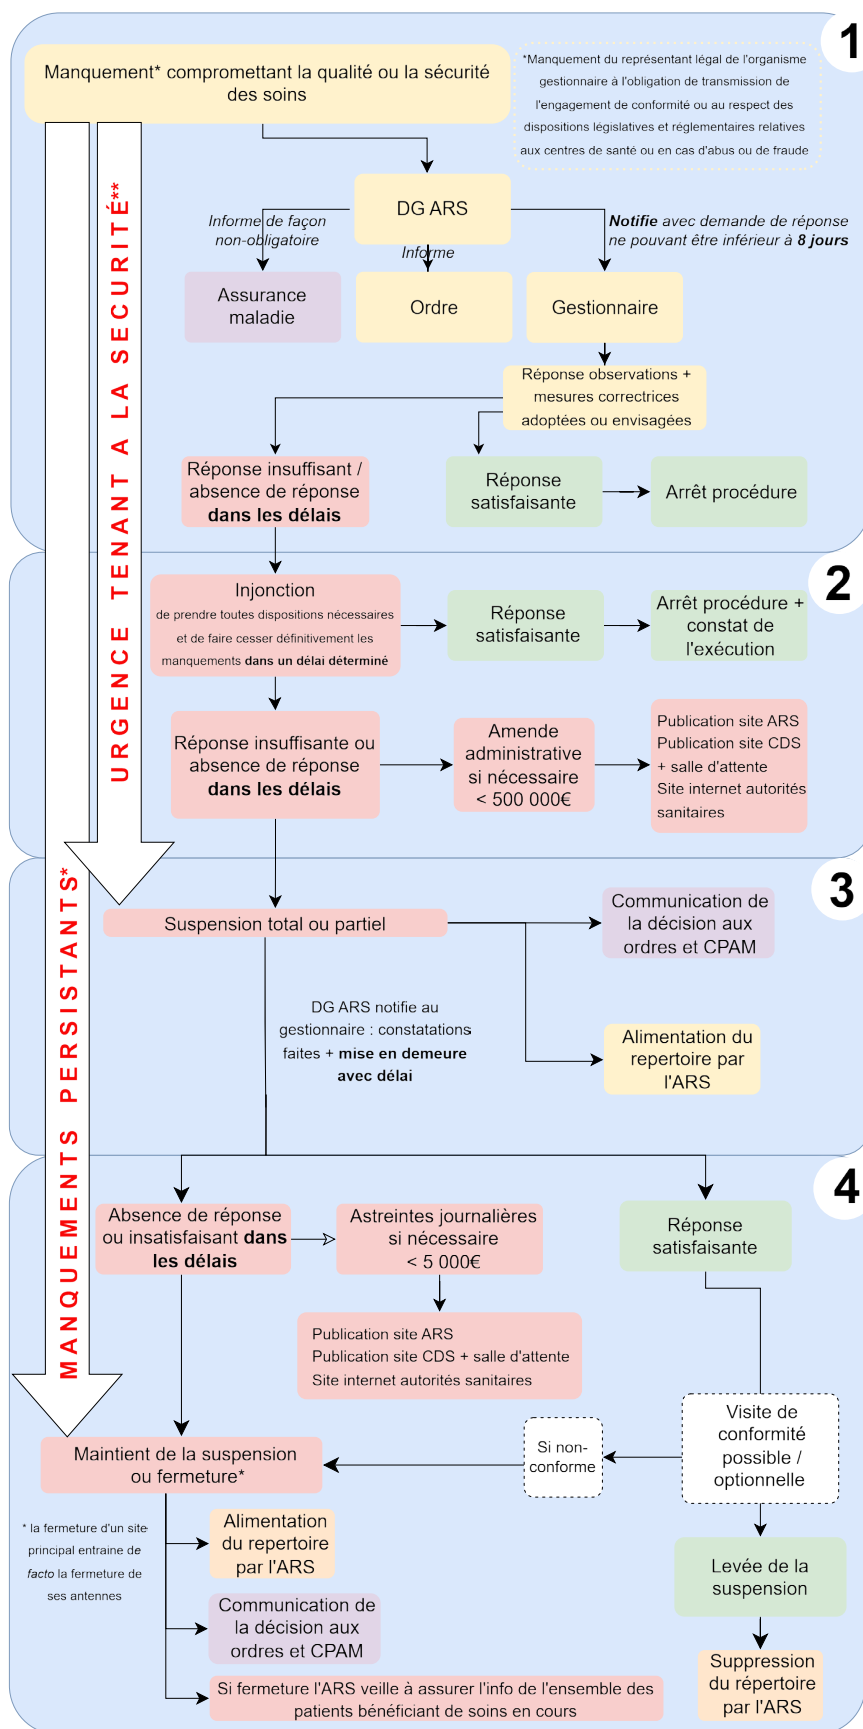 1
Manquement* compromettant la qualité ou la sécurité
des soins
*Manquement du représentant légal de l'organisme
gestionnaire à l'obligation de transmission de
l'engagement de conformité ou au respect des
dispositions législatives et réglementaires relatives
aux centres de santé ou en cas d'abus ou de fraude
URGENCE TENANT A LA SECURITÉ**
MANQUEMENTS PERSISTANTS*
DG ARS
Informe de façon
non-obligatoire
Informe
Notifie avec demande de réponse
ne pouvant être inférieur à 8 jours
Assurance
maladie
Ordre
Gestionnaire
Réponse observations +
mesures correctrices
adoptées ou envisagées
Réponse insuffisant /
absence de réponse
dans les délais
Réponse
satisfaisante
Arrêt procédure
2
Injonction
de prendre toutes dispositions nécessaires
et de faire cesser définitivement les
manquements dans un délai déterminé
Réponse
satisfaisante
Arrêt procédure +
constat de
l'exécution
Réponse insuffisante ou
absence de réponse
dans les délais
Amende
administrative
si nécessaire
< 500 000€
Publication site ARS
Publication site CDS
+ salle d'attente
Site internet autorités
sanitaires
3
Suspension total ou partiel
Communication de
la décision aux
ordres et CPAM
DG ARS notifie au
gestionnaire : constatations
faites + mise en demeure
avec délai
Alimentation du
repertoire par
l'ARS
4
Absence de réponse
ou insatisfaisant dans
les délais
Astreintes journalières
si nécessaire
< 5 000€
Réponse
satisfaisante
Publication site ARS
Publication site CDS + salle d'attente
Site internet autorités sanitaires
Visite de
conformité
possible /
optionnelle
Si non-
conforme
Maintient de la suspension
ou fermeture*
* la fermeture d'un site
principal entraine de
facto la fermeture de
ses antennes
Alimentation
du repertoire
par l'ARS
Levée de la
suspension
Communication de
la décision aux
ordres et CPAM
Suppression
du répertoire
par l'ARS
Si fermeture l'ARS veille à assurer l'info de l'ensemble des
patients bénéficiant de soins en cours